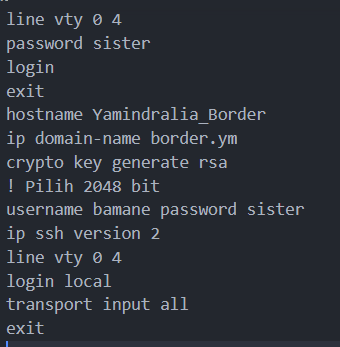 line vty 0 4
password sister
login
exit
hostname Yamindralia_Border
ip domain-name border.ym
crypto key generate rsa
! Pilih 2048 bit
username bamane password sister
ip ssh version 2
line vty 0 4
login local
transport input all
exit